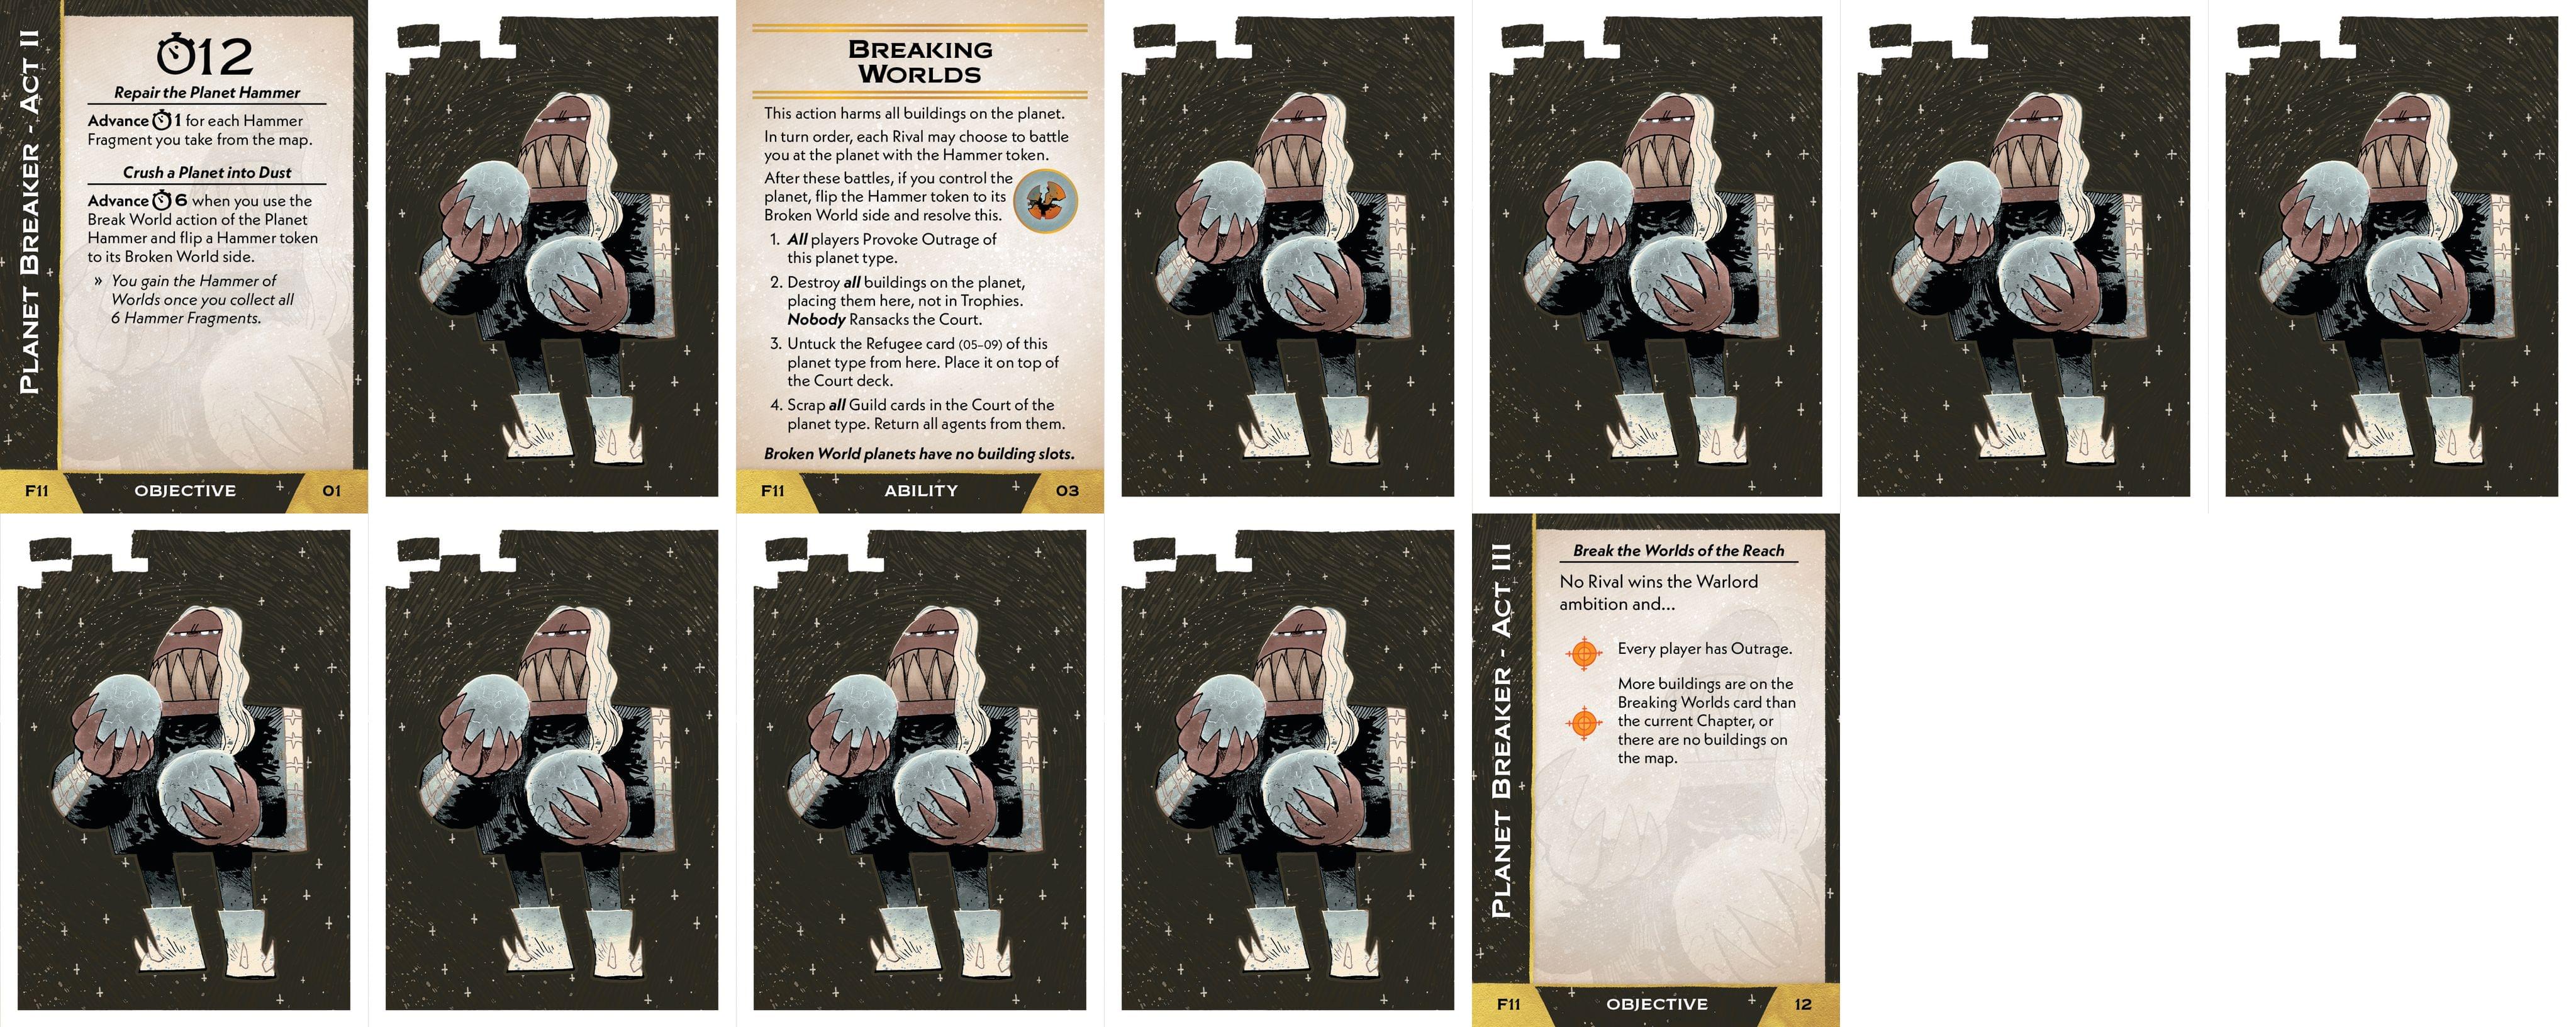 PLANET BREAKER - ACT II
12
Repair the Planet Hammer
Advance 1 for each Hammer
Fragment you take from the map.
Crush a Planet into Dust
Advance 6 when you use the
Break World action of the Planet
Hammer and flip a Hammer token
to its Broken World side.
» You gain the Hammer of
Worlds once you collect all
6 Hammer Fragments.
F11 OBJECTIVE 01
BREAKING
WORLDS
This action harms all buildings on the planet.
In turn order, each Rival may choose to battle
you at the planet with the Hammer token.
After these battles, if you control the
planet, flip the Hammer token to its
Broken World side and resolve this.
1. All players Provoke Outrage of
this planet type.
2. Destroy all buildings on the planet,
placing them here, not in Trophies.
Nobody Ransacks the Court.
3. Untuck the Refugee card (05–09) of this
planet type from here. Place it on top of
the Court deck.
4. Scrap all Guild cards in the Court of the
planet type. Return all agents from them.
Broken World planets have no building slots.
F11 ABILITY 03
PLANET BREAKER - ACT III
Break the Worlds of the Reach
No Rival wins the Warlord
ambition and...
Every player has Outrage.
More buildings are on the
Breaking Worlds card than
the current Chapter, or
there are no buildings on
the map.
F11 OBJECTIVE 12